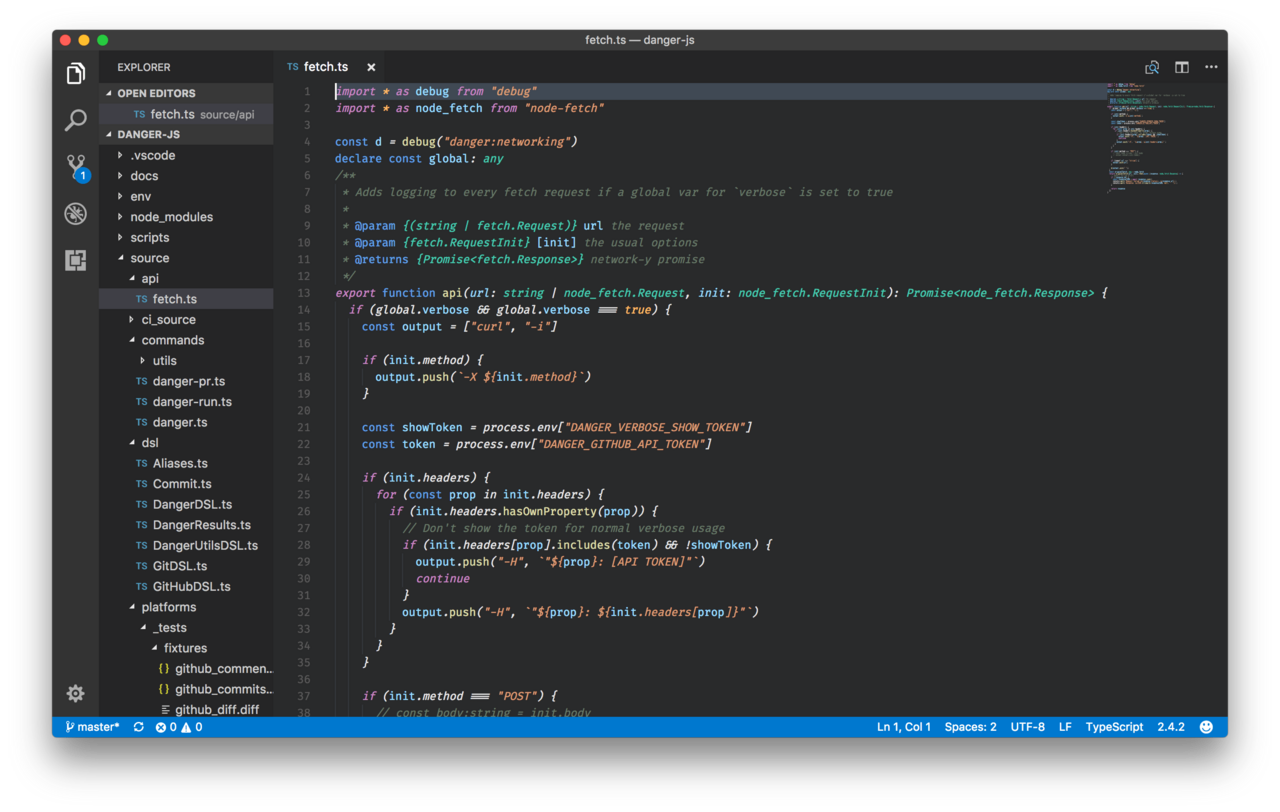 fetch.ts — danger-js
EXPLORER
OPEN EDITORS
TS fetch.ts source/api
DANGER-JS
.vscode
docs
env
node_modules
scripts
source
api
TS fetch.ts
ci_source
commands
utils
TS danger-pr.ts
TS danger-run.ts
TS danger.ts
dsl
TS Aliases.ts
TS Commit.ts
TS DangerDSL.ts
TS DangerResults.ts
TS DangerUtilsDSL.ts
TS GitDSL.ts
TS GitHubDSL.ts
platforms
_tests
fixtures
{} github_commen...
{} github_commits...
github_diff.diff
1
TS fetch.ts ×
1 import * as debug from "debug"
2 import * as node_fetch from "node-fetch"
3
4 const d = debug("danger:networking")
5 declare const global: any
6 /**
7 * Adds logging to every fetch request if a global var for `verbose` is set to true
8 *
9 * @param {(string | fetch.Request)} url the request
10 * @param {fetch.RequestInit} [init] the usual options
11 * @returns {Promise<fetch.Response>} network-y promise
12 */
13 export function api(url: string | node_fetch.Request, init: node_fetch.RequestInit): Promise<node_fetch.Response> {
14 if (global.verbose && global.verbose === true) {
15 const output = ["curl", "-i"]
16
17 if (init.method) {
18 output.push(`-X ${init.method}`)
19 }
20
21 const showToken = process.env["DANGER_VERBOSE_SHOW_TOKEN"]
22 const token = process.env["DANGER_GITHUB_API_TOKEN"]
23
24 if (init.headers) {
25 for (const prop in init.headers) {
26 if (init.headers.hasOwnProperty(prop)) {
27 // Don't show the token for normal verbose usage
28 if (init.headers[prop].includes(token) && !showToken) {
29 output.push("-H", `"${prop}: [API TOKEN]"`)
30 continue
31 }
32 output.push("-H", `"${prop}: ${init.headers[prop]}"`)
33 }
34 }
35 }
36
37 if (init.method === "POST") {
38 // const body:string = init.body
master* 0 0 Ln 1, Col 1 Spaces: 2 UTF-8 LF TypeScript 2.4.2